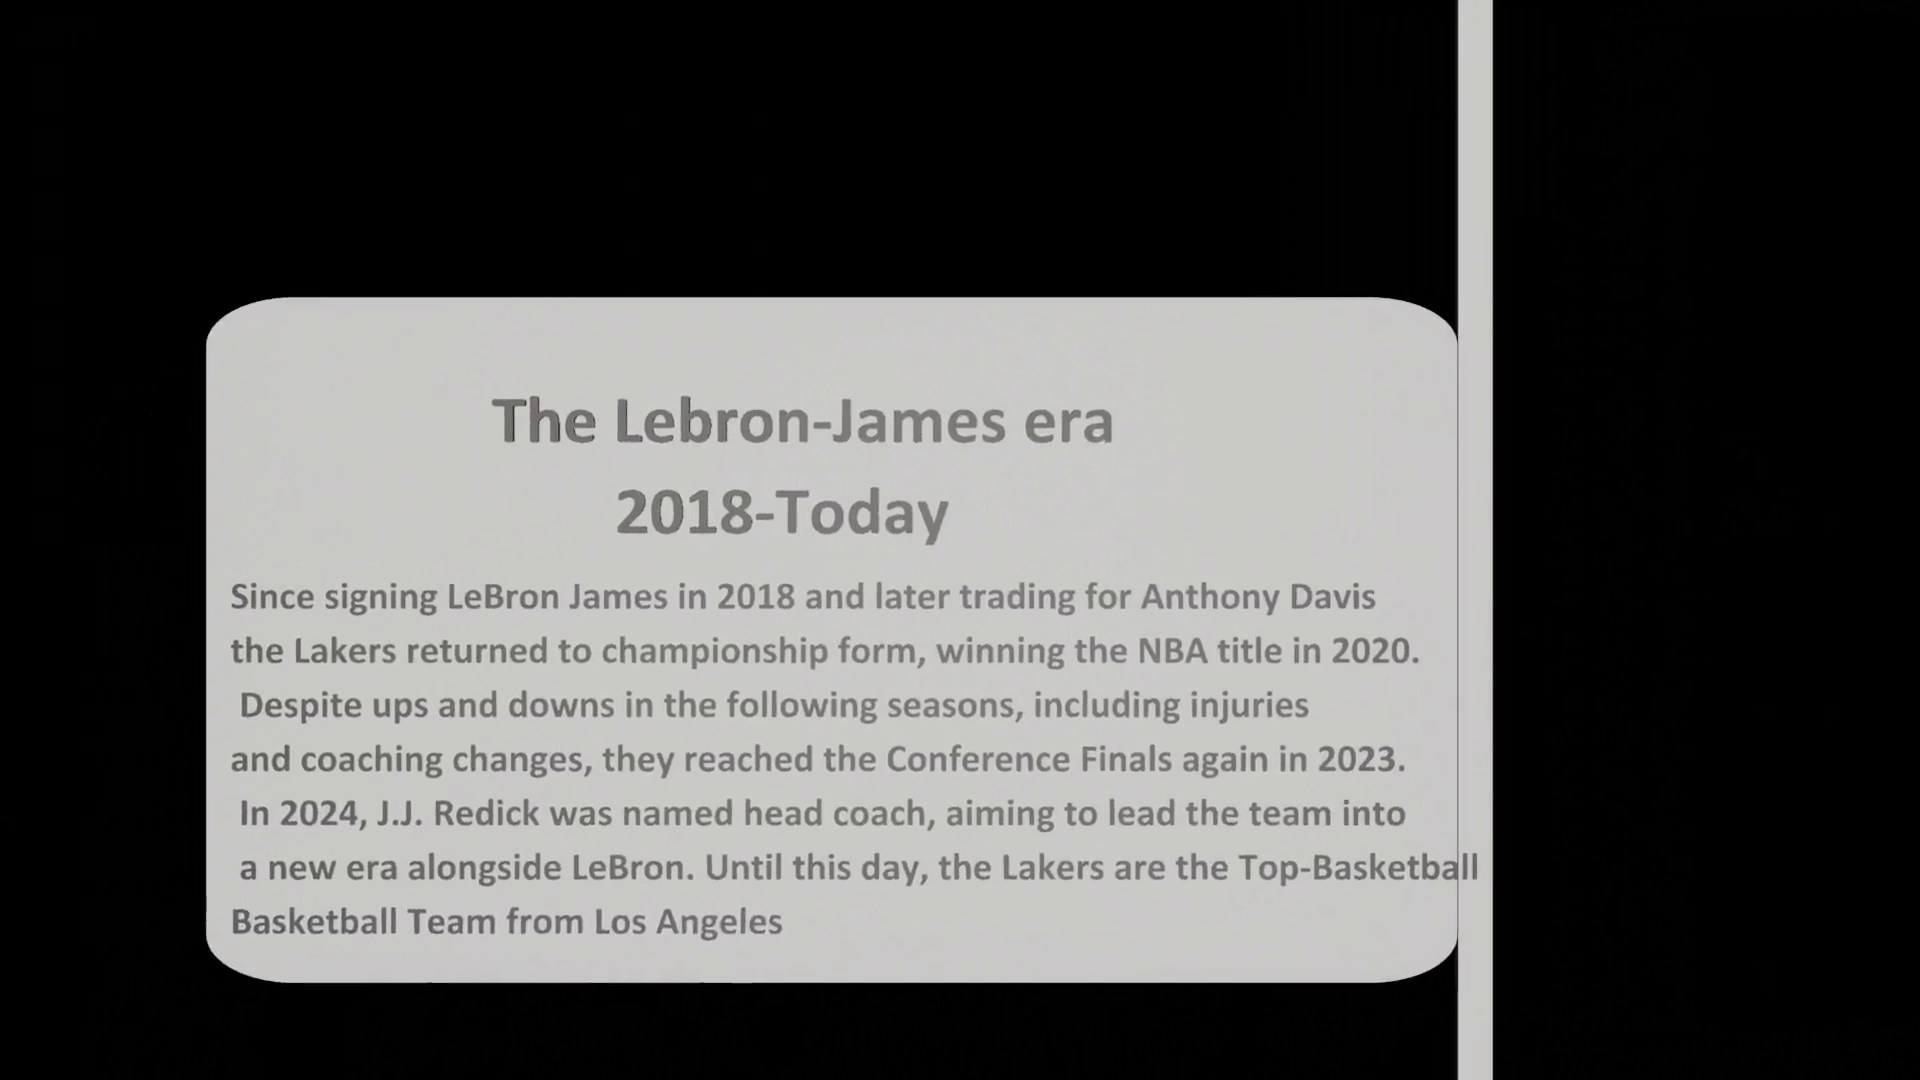 The Lebron-James era
2018-Today
Since signing LeBron James in 2018 and later trading for Anthony Davis
the Lakers returned to championship form, winning the NBA title in 2020.
Despite ups and downs in the following seasons, including injuries
and coaching changes, they reached the Conference Finals again in 2023.
In 2024, J.J. Redick was named head coach, aiming to lead the team into
a new era alongside LeBron. Until this day, the Lakers are the Top-Basketball
Basketball Team from Los Angeles